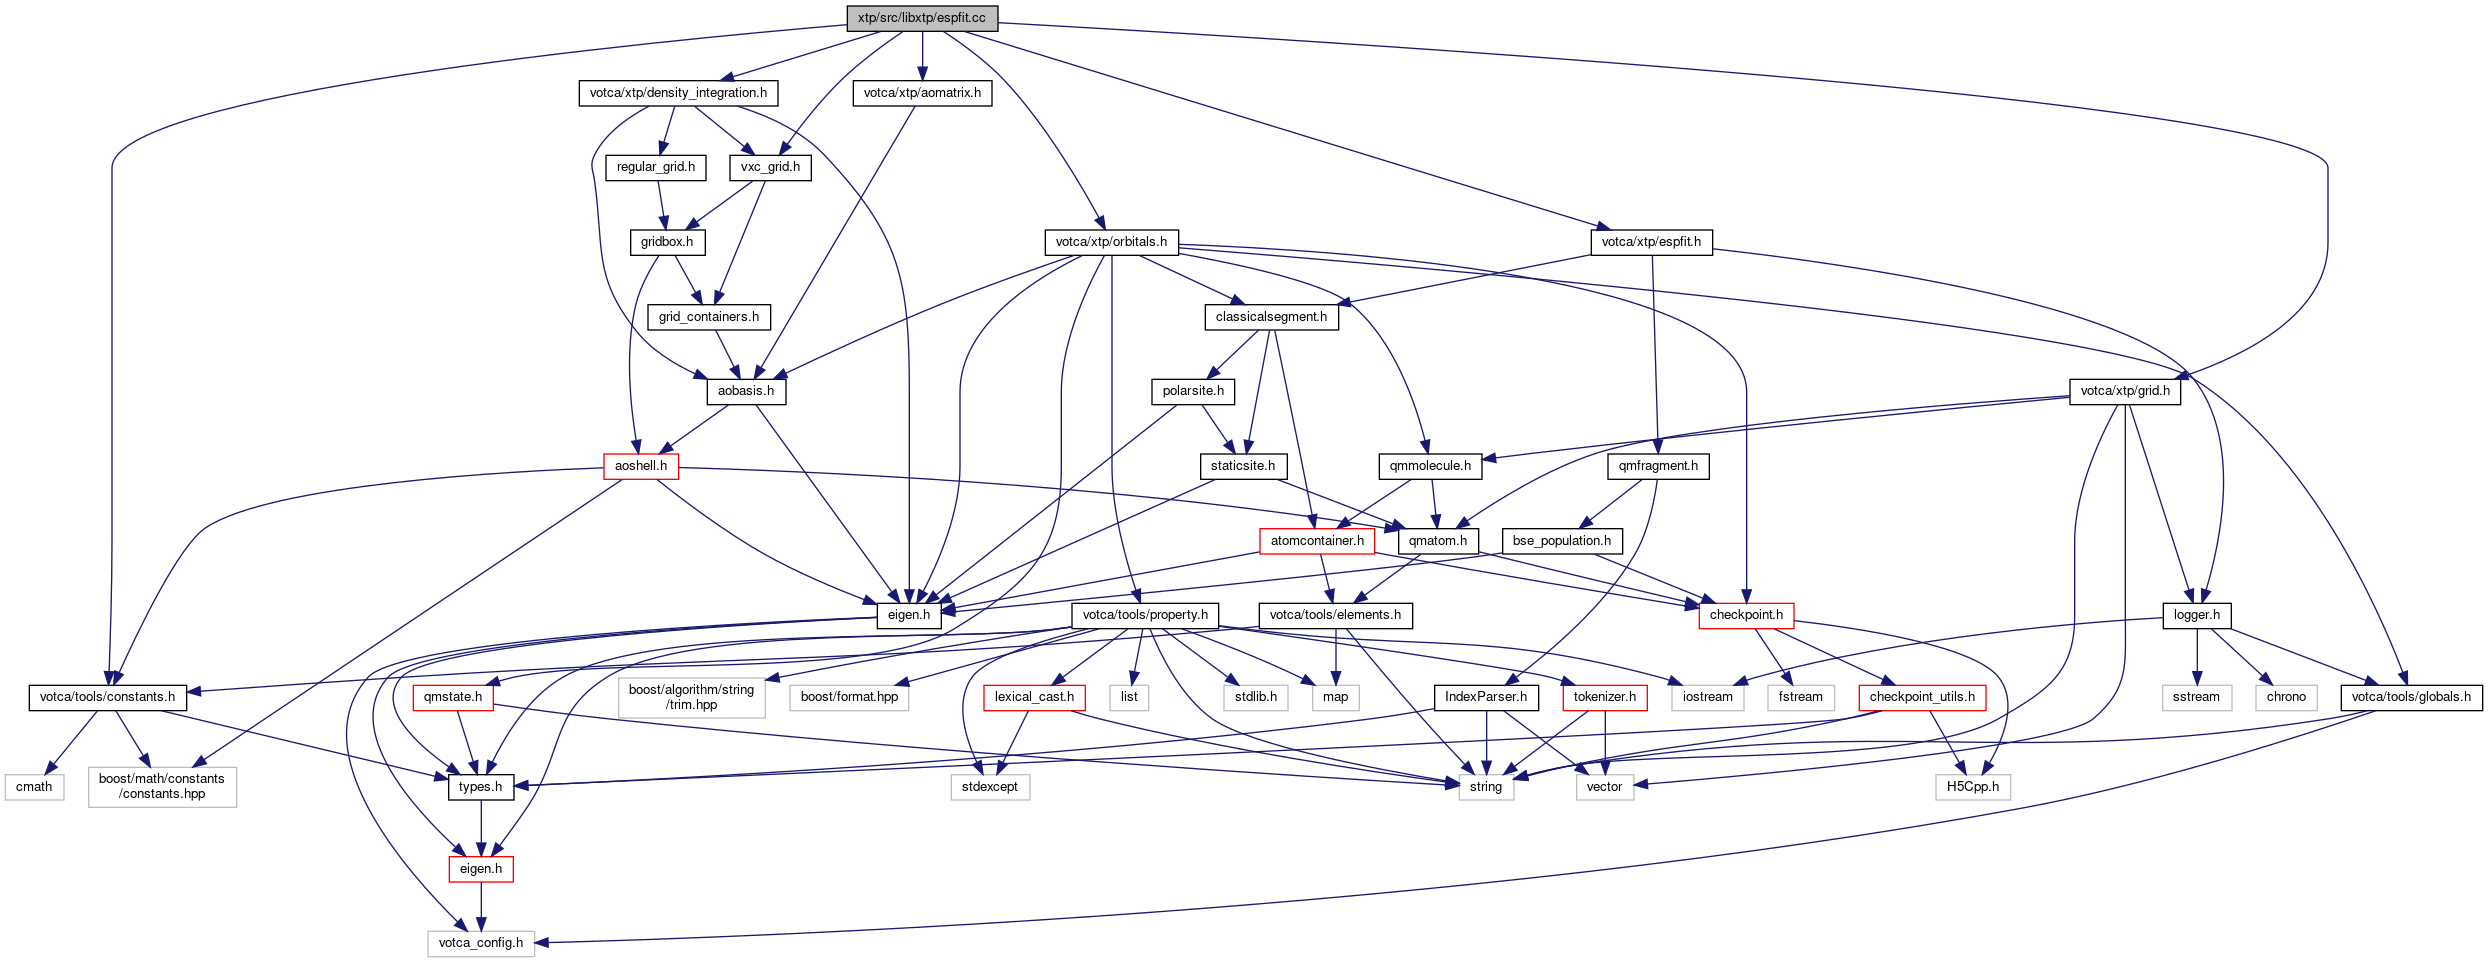 xtp/src/libxtp/espfit.cc
votca/xtp/density_integration.h
votca/xtp/aomatrix.h
regular_grid.h
vxc_grid.h
gridbox.h
votca/xtp/orbitals.h
votca/xtp/espfit.h
grid_containers.h
classicalsegment.h
aobasis.h
polarsite.h
votca/xtp/grid.h
aoshell.h
staticsite.h
qmmolecule.h
qmfragment.h
atomcontainer.h
qmatom.h
bse_population.h
eigen.h
votca/tools/property.h
votca/tools/elements.h
checkpoint.h
logger.h
votca/tools/constants.h
qmstate.h
boost/algorithm/string
/trim.hpp
boost/format.hpp
lexical_cast.h
list
stdlib.h
map
IndexParser.h
tokenizer.h
iostream
fstream
checkpoint_utils.h
sstream
chrono
votca/tools/globals.h
cmath
boost/math/constants
/constants.hpp
types.h
stdexcept
string
vector
H5Cpp.h
eigen.h
votca_config.h